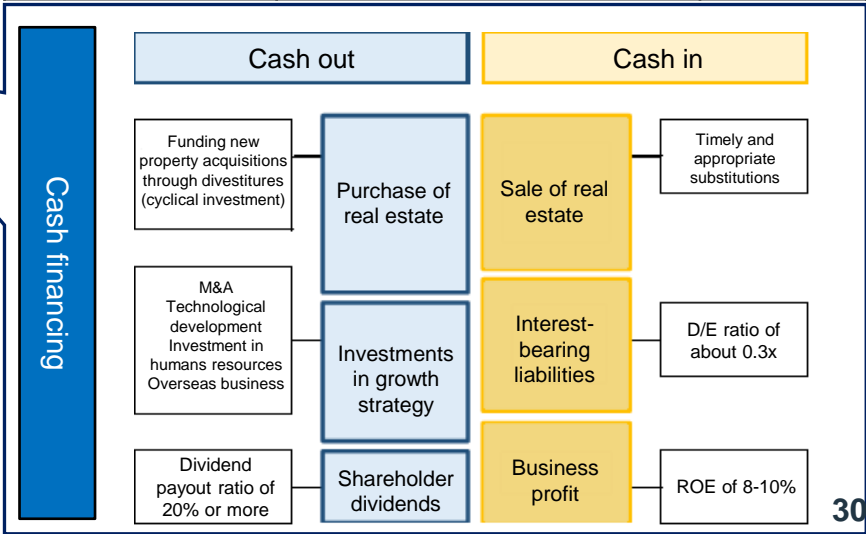 Cash financing
Cash out
Cash in
Funding new
property acquisitions
through divestitures
(cyclical investment)
Purchase of
real estate
Sale of real
estate
Timely and
appropriate
substitutions
M&A
Technological
development
Investment in
humans resources
Overseas business
Investments
in growth
strategy
Interest-
bearing
liabilities
D/E ratio of
about 0.3x
Dividend
payout ratio of
20% or more
Shareholder
dividends
Business
profit
ROE of 8-10%
30